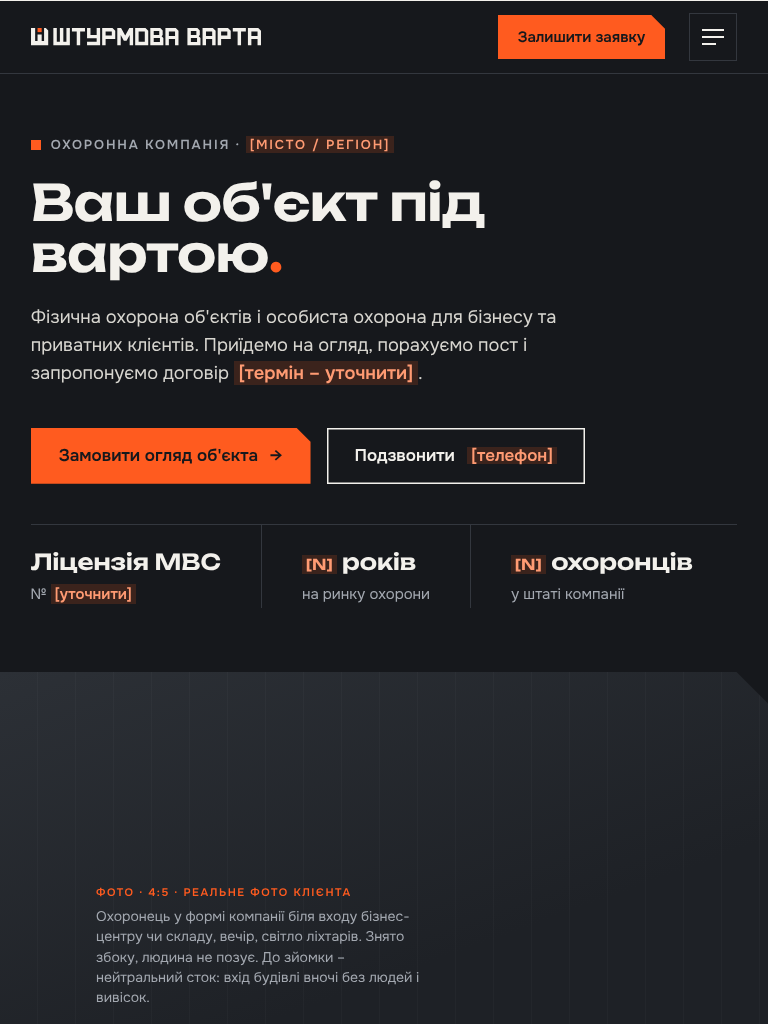 ШТУРМОВА ВАРТА
Залишити заявку
ОХОРОННА КОМПАНІЯ · [МІСТО / РЕГІОН]
Ваш об'єкт під
вартою.
Фізична охорона об'єктів і особиста охорона для бізнесу та
приватних клієнтів. Приїдемо на огляд, порахуємо пост і
запропонуємо договір [термін – уточнити].
Замовити огляд об'єкта →
Подзвонити [телефон]
Ліцензія МВС
№ [уточнити]
[N] років
на ринку охорони
[N] охоронців
у штаті компанії
ФОТО · 4:5 · РЕАЛЬНЕ ФОТО КЛІЄНТА
Охоронець у формі компанії біля входу бізнес-
центру чи складу, вечір, світло ліхтарів. Знято
збоку, людина не позує. До зйомки –
нейтральний сток: вхід будівлі вночі без людей і
вивісок.